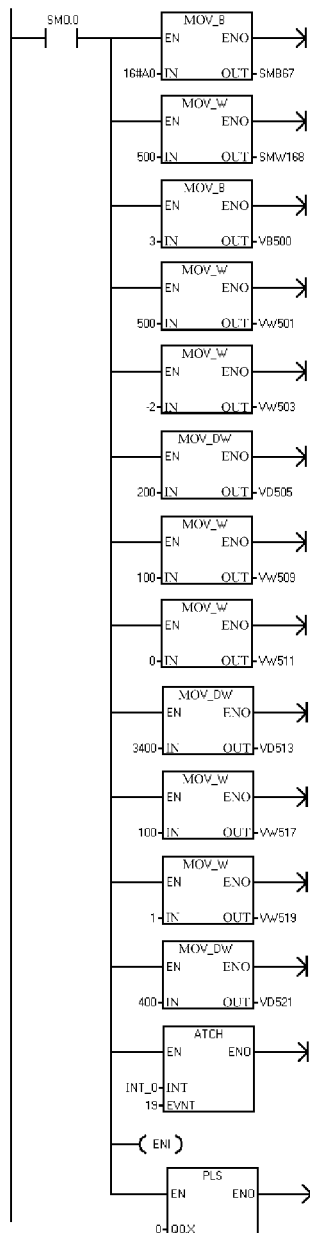 SM0.0
MOV_B
EN ENO
16#A0 IN OUT SMB67
MOV_W
EN ENO
500 IN OUT SMW168
MOV_B
EN ENO
3 IN OUT VB500
MOV_W
EN ENO
500 IN OUT VW501
MOV_W
EN ENO
-2 IN OUT VW503
MOV_DW
EN ENO
200 IN OUT VD505
MOV_W
EN ENO
100 IN OUT VW509
MOV_W
EN ENO
0 IN OUT VW511
MOV_DW
EN ENO
3400 IN OUT VD513
MOV_W
EN ENO
100 IN OUT VW517
MOV_W
EN ENO
1 IN OUT VW519
MOV_DW
EN ENO
400 IN OUT VD521
ATCH
EN ENO
INT_0 INT
19 EVNT
( ENI )
PLS
EN ENO
0 Q0.X